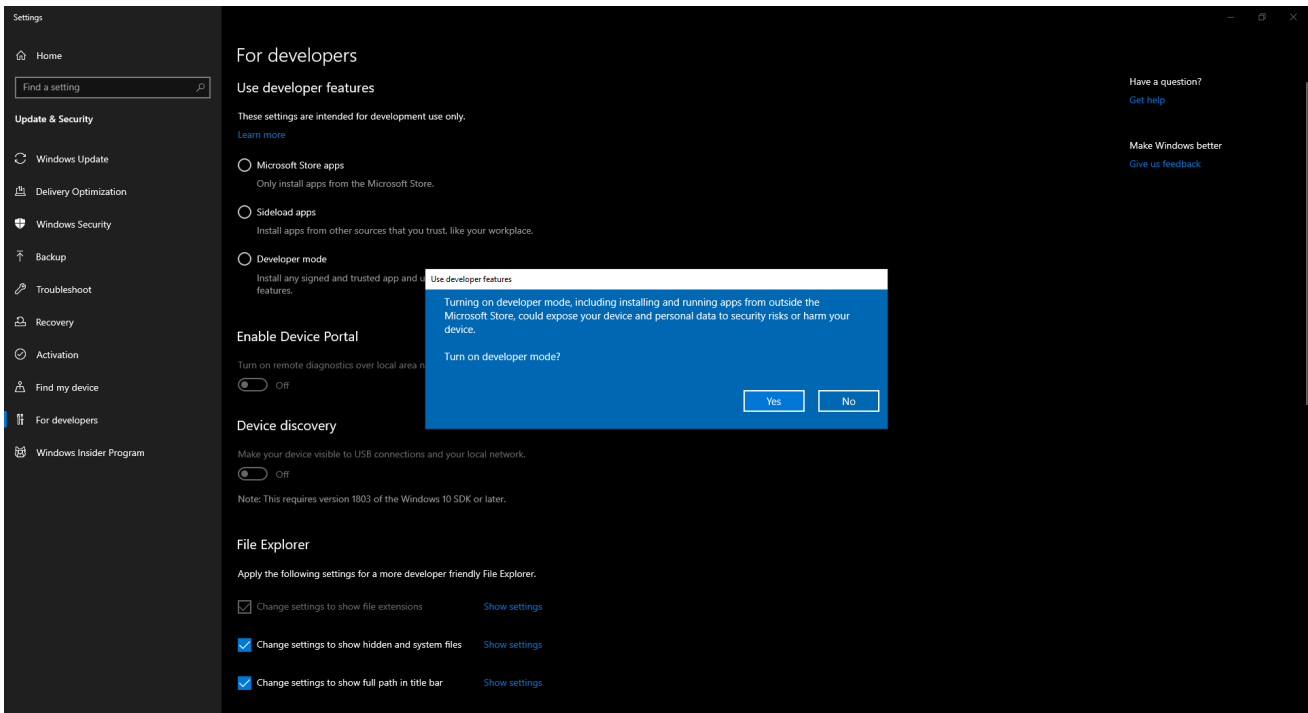 Settings
Home
Find a setting
Update & Security
Windows Update
Delivery Optimization
Windows Security
Backup
Troubleshoot
Recovery
Activation
Find my device
For developers
Windows Insider Program
For developers
Use developer features
These settings are intended for development use only.
Learn more
Microsoft Store apps
Only install apps from the Microsoft Store.
Sideload apps
Install apps from other sources that you trust, like your workplace.
Developer mode
Install any signed and trusted app and u
features.
Enable Device Portal
Turn on remote diagnostics over local area n
Off
Device discovery
Make your device visible to USB connections and your local network.
Off
Note: This requires version 1803 of the Windows 10 SDK or later.
File Explorer
Apply the following settings for a more developer friendly File Explorer.
Change settings to show file extensions Show settings
Change settings to show hidden and system files Show settings
Change settings to show full path in title bar Show settings
Use developer features
Turning on developer mode, including installing and running apps from outside the
Microsoft Store, could expose your device and personal data to security risks or harm your
device.
Turn on developer mode?
Yes No
Have a question?
Get help
Make Windows better
Give us feedback